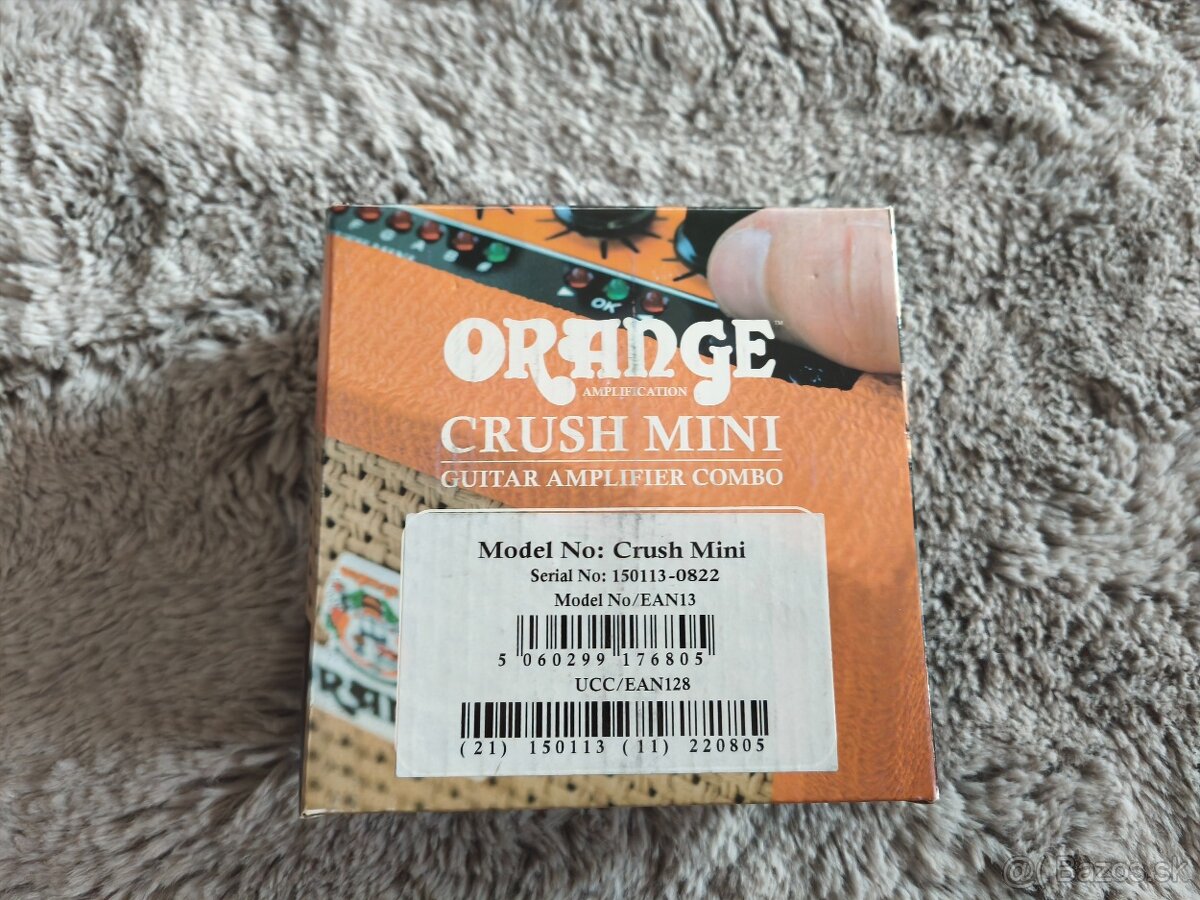 F G A B E
OK
ORANGE™
AMPLIFICATION
CRUSH MINI
GUITAR AMPLIFIER COMBO
Model No: Crush Mini
Serial No: 150113-0822
Model No/EAN13
5 060299 176805
UCC/EAN128
(21) 150113 (11) 220805
Bazos.sk